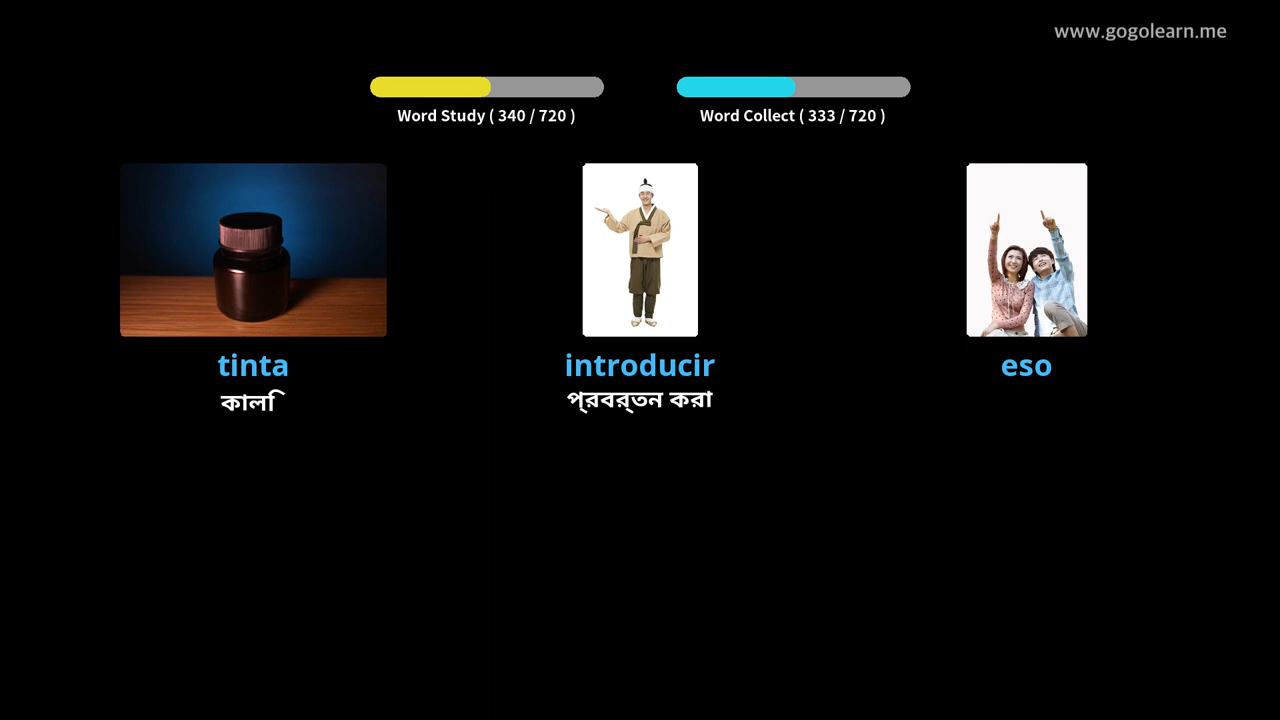 www.gogolearn.me
Word Study ( 340 / 720 )
Word Collect ( 333 / 720 )
tinta
introducir
eso
কালি
প্রবর্তন করা